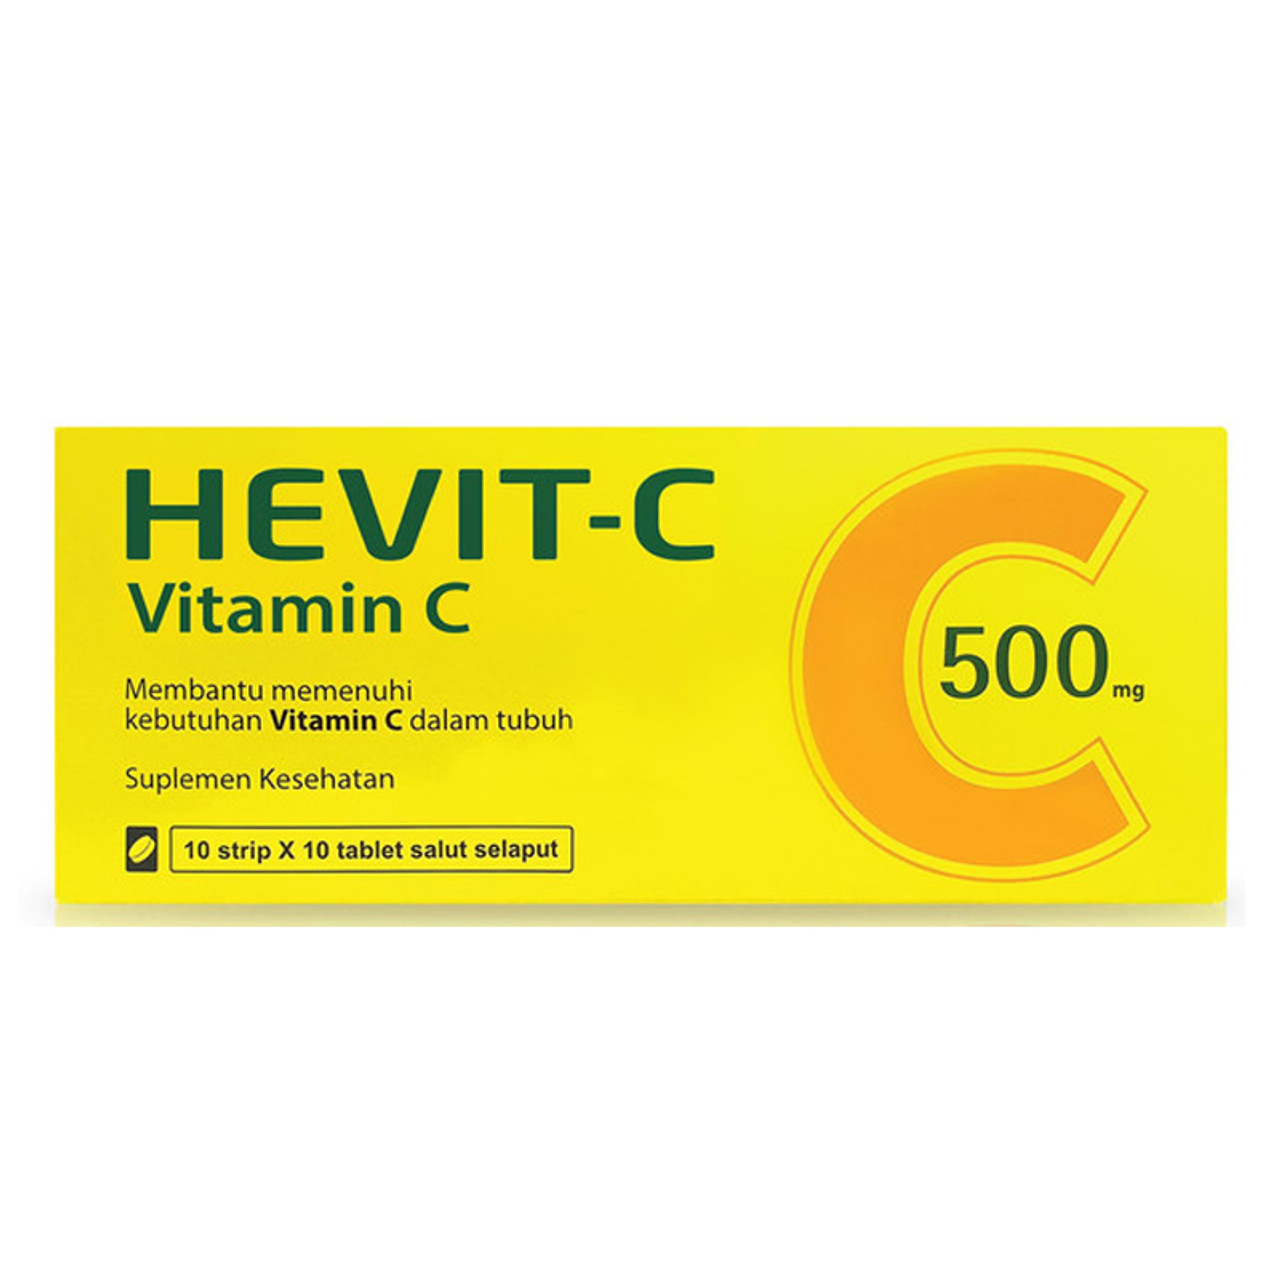 HEVIT-C
Vitamin C
Membantu memenuhi
kebutuhan Vitamin C dalam tubuh
Suplemen Kesehatan
10 strip X 10 tablet salut selaput
C
500 mg